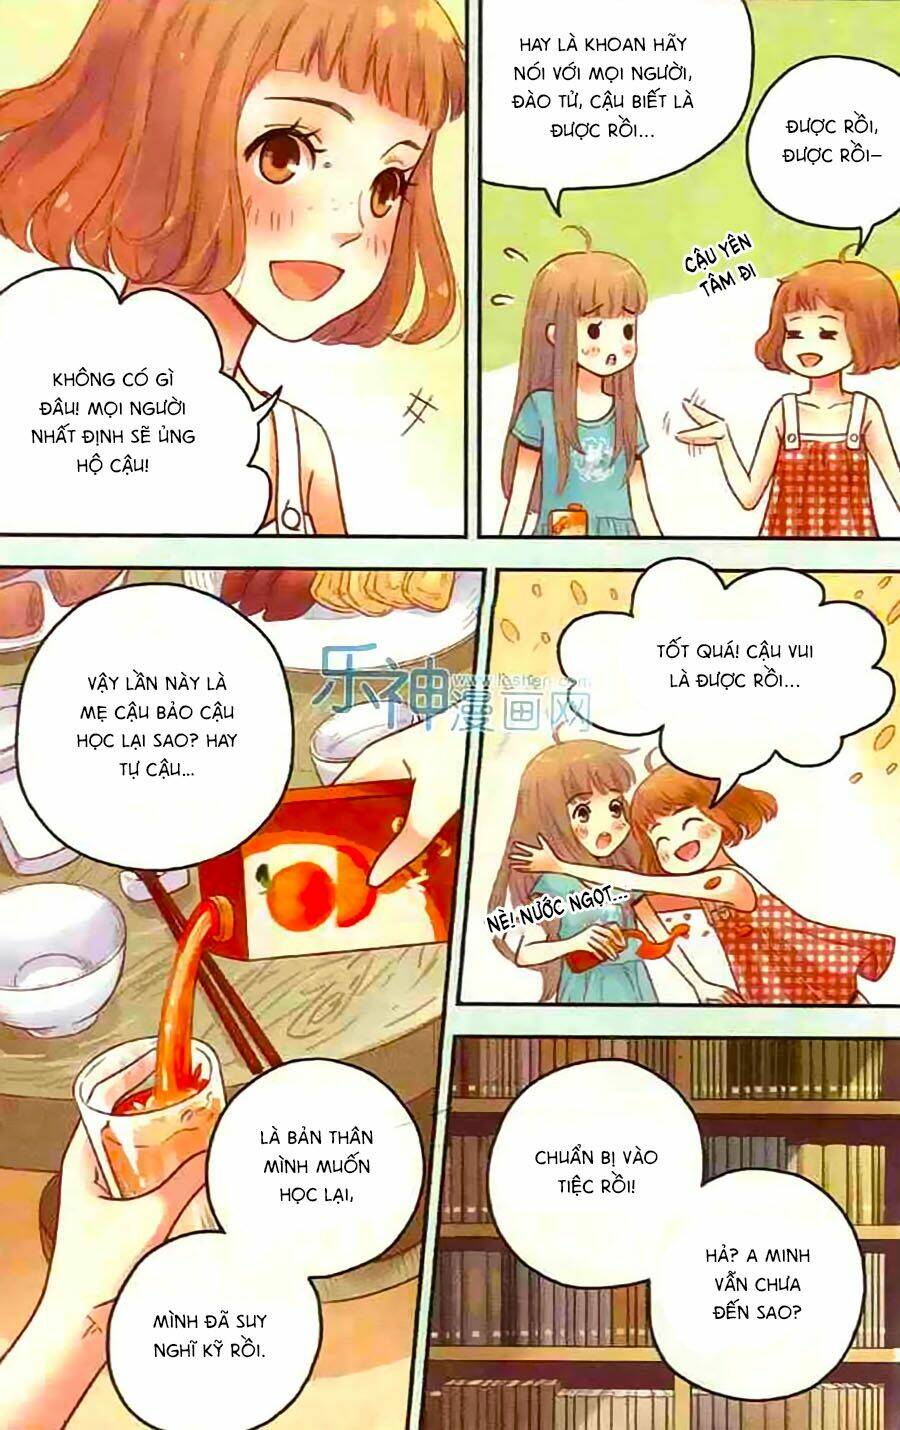 KHÔNG CÓ GÌ
ĐÂU! MỌI NGƯỜI
NHẤT ĐỊNH SẼ ỦNG
HỘ CẬU!
HAY LÀ KHOAN HÃY
NÓI VỚI MỌI NGƯỜI,
ĐÀO TỬ, CẬU BIẾT LÀ
ĐƯỢC RỒI...
ĐƯỢC RỒI,
ĐƯỢC RỒI-
CẬU YÊN
TÂM ĐI
VẬY LẦN NÀY LÀ
MẸ CẬU BẢO CẬU
HỌC LẠI SAO? HAY
TỰ CẬU...
乐神
漫画网
TỐT QUÁ! CẬU VUI
LÀ ĐƯỢC RỒI...
NÈ! NƯỚC NGỌT...
LÀ BẢN THÂN
MÌNH MUỐN
HỌC LẠI,
MÌNH ĐÃ SUY
NGHĨ KỸ RỒI.
CHUẨN BỊ VÀO
TIỆC RỒI!
HẢ? A MINH
VẪN CHƯA
ĐẾN SAO?